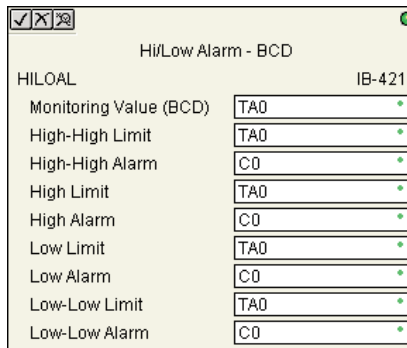 Hi/Low Alarm - BCD
HILOAL IB-421
Monitoring Value (BCD) TA0
High-High Limit TA0
High-High Alarm C0
High Limit TA0
High Alarm C0
Low Limit TA0
Low Alarm C0
Low-Low Limit TA0
Low-Low Alarm C0